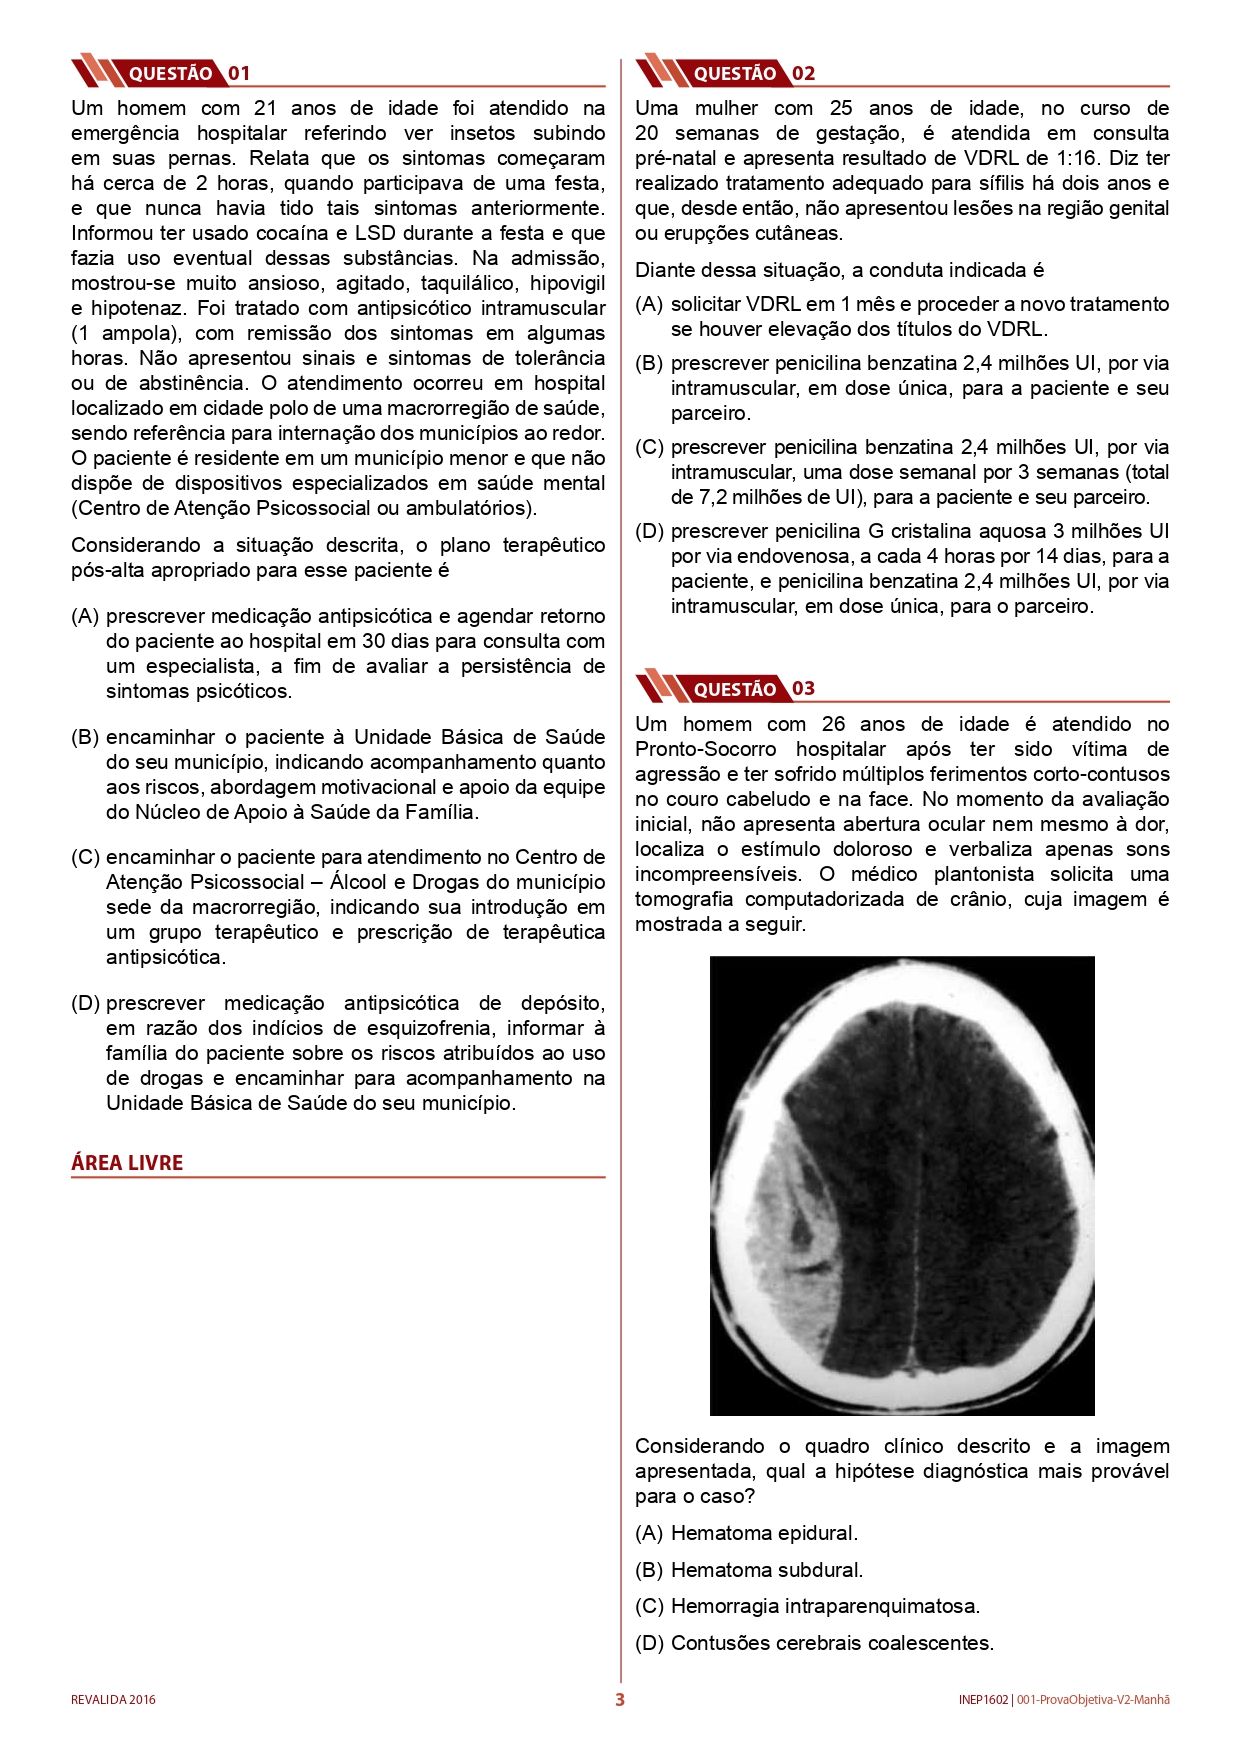 QUESTÃO 01
Um homem com 21 anos de idade foi atendido na
emergência hospitalar referindo ver insetos subindo
em suas pernas. Relata que os sintomas começaram
há cerca de 2 horas, quando participava de uma festa,
e que nunca havia tido tais sintomas anteriormente.
Informou ter usado cocaína e LSD durante a festa e que
fazia uso eventual dessas substâncias. Na admissão,
mostrou-se muito ansioso, agitado, taquilálico, hipovigil
e hipotenaz. Foi tratado com antipsicótico intramuscular
(1 ampola), com remissão dos sintomas em algumas
horas. Não apresentou sinais e sintomas de tolerância
ou de abstinência. O atendimento ocorreu em hospital
localizado em cidade polo de uma macrorregião de saúde,
sendo referência para internação dos municípios ao redor.
O paciente é residente em um município menor e que não
dispõe de dispositivos especializados em saúde mental
(Centro de Atenção Psicossocial ou ambulatórios).
Considerando a situação descrita, o plano terapêutico
pós-alta apropriado para esse paciente é
(A) prescrever medicação antipsicótica e agendar retorno
do paciente ao hospital em 30 dias para consulta com
um especialista, a fim de avaliar a persistência de
sintomas psicóticos.
(B) encaminhar o paciente à Unidade Básica de Saúde
do seu município, indicando acompanhamento quanto
aos riscos, abordagem motivacional e apoio da equipe
do Núcleo de Apoio à Saúde da Família.
(C) encaminhar o paciente para atendimento no Centro de
Atenção Psicossocial – Álcool e Drogas do município
sede da macrorregião, indicando sua introdução em
um grupo terapêutico e prescrição de terapêutica
antipsicótica.
(D) prescrever medicação antipsicótica de depósito,
em razão dos indícios de esquizofrenia, informar à
família do paciente sobre os riscos atribuídos ao uso
de drogas e encaminhar para acompanhamento na
Unidade Básica de Saúde do seu município.
ÁREA LIVRE
QUESTÃO 02
Uma mulher com 25 anos de idade, no curso de
20 semanas de gestação, é atendida em consulta
pré-natal e apresenta resultado de VDRL de 1:16. Diz ter
realizado tratamento adequado para sífilis há dois anos e
que, desde então, não apresentou lesões na região genital
ou erupções cutâneas.
Diante dessa situação, a conduta indicada é
(A) solicitar VDRL em 1 mês e proceder a novo tratamento
se houver elevação dos títulos do VDRL.
(B) prescrever penicilina benzatina 2,4 milhões UI, por via
intramuscular, em dose única, para a paciente e seu
parceiro.
(C) prescrever penicilina benzatina 2,4 milhões UI, por via
intramuscular, uma dose semanal por 3 semanas (total
de 7,2 milhões de UI), para a paciente e seu parceiro.
(D) prescrever penicilina G cristalina aquosa 3 milhões UI
por via endovenosa, a cada 4 horas por 14 dias, para a
paciente, e penicilina benzatina 2,4 milhões UI, por via
intramuscular, em dose única, para o parceiro.
QUESTÃO 03
Um homem com 26 anos de idade é atendido no
Pronto-Socorro hospitalar após ter sido vítima de
agressão e ter sofrido múltiplos ferimentos corto-contusos
no couro cabeludo e na face. No momento da avaliação
inicial, não apresenta abertura ocular nem mesmo à dor,
localiza o estímulo doloroso e verbaliza apenas sons
incompreensíveis. O médico plantonista solicita uma
tomografia computadorizada de crânio, cuja imagem é
mostrada a seguir.
Considerando o quadro clínico descrito e a imagem
apresentada, qual a hipótese diagnóstica mais provável
para o caso?
(A) Hematoma epidural.
(B) Hematoma subdural.
(C) Hemorragia intraparenquimatosa.
(D) Contusões cerebrais coalescentes.
REVALIDA 2016
3
INEP1602 | 001-ProvaObjetiva-V2-Manhã